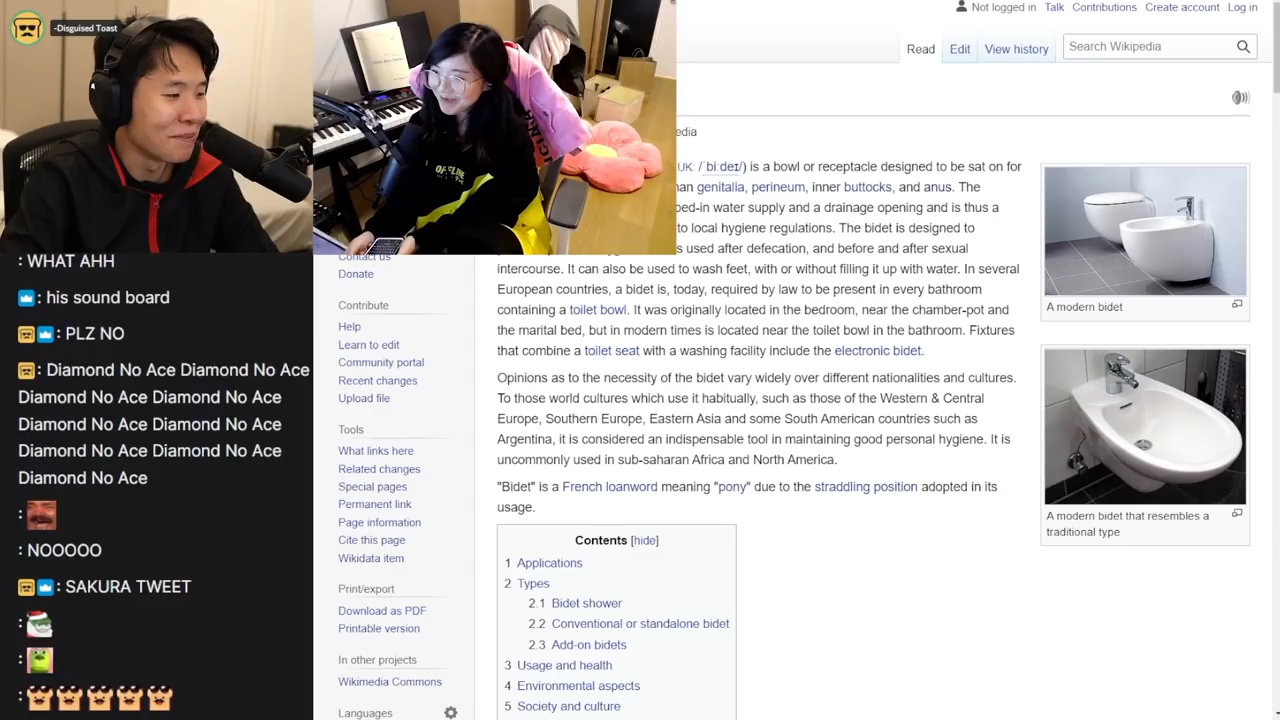 -Disguised Toast
: WHAT AHH
: his sound board
: PLZ NO
: Diamond No Ace Diamond No Ace
Diamond No Ace Diamond No Ace
Diamond No Ace Diamond No Ace
Diamond No Ace Diamond No Ace
Diamond No Ace
:
: NOOOOO
: SAKURA TWEET
:
:
:
Not logged in Talk Contributions Create account Log in
Read Edit View history Search Wikipedia
edia
UK: /ˈbiːdeɪ/) is a bowl or receptacle designed to be sat on for
an genitalia, perineum, inner buttocks, and anus. The
ed-in water supply and a drainage opening and is thus a
to local hygiene regulations. The bidet is designed to
s used after defecation, and before and after sexual
intercourse. It can also be used to wash feet, with or without filling it up with water. In several
European countries, a bidet is, today, required by law to be present in every bathroom
containing a toilet bowl. It was originally located in the bedroom, near the chamber-pot and
the marital bed, but in modern times is located near the toilet bowl in the bathroom. Fixtures
that combine a toilet seat with a washing facility include the electronic bidet.
Opinions as to the necessity of the bidet vary widely over different nationalities and cultures.
To those world cultures which use it habitually, such as those of the Western & Central
Europe, Southern Europe, Eastern Asia and some South American countries such as
Argentina, it is considered an indispensable tool in maintaining good personal hygiene. It is
uncommonly used in sub-saharan Africa and North America.
"Bidet" is a French loanword meaning "pony" due to the straddling position adopted in its
usage.
Contents [hide]
1 Applications
2 Types
2.1 Bidet shower
2.2 Conventional or standalone bidet
2.3 Add-on bidets
3 Usage and health
4 Environmental aspects
5 Society and culture
A modern bidet
A modern bidet that resembles a
traditional type
Contact us
Donate
Contribute
Help
Learn to edit
Community portal
Recent changes
Upload file
Tools
What links here
Related changes
Special pages
Permanent link
Page information
Cite this page
Wikidata item
Print/export
Download as PDF
Printable version
In other projects
Wikimedia Commons
Languages